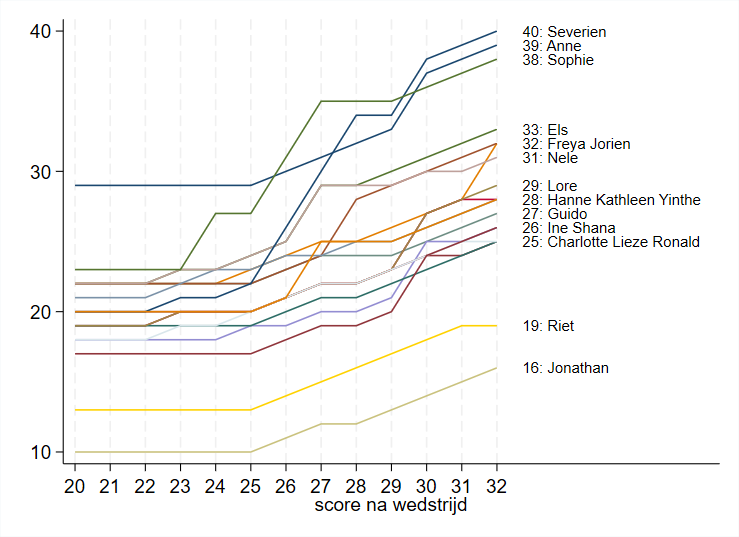 40
30
20
10
40: Severien
39: Anne
38: Sophie
33: Els
32: Freya Jorien
31: Nele
29: Lore
28: Hanne Kathleen Yinthe
27: Guido
26: Ine Shana
25: Charlotte Lieze Ronald
19: Riet
16: Jonathan
20 21 22 23 24 25 26 27 28 29 30 31 32
score na wedstrijd